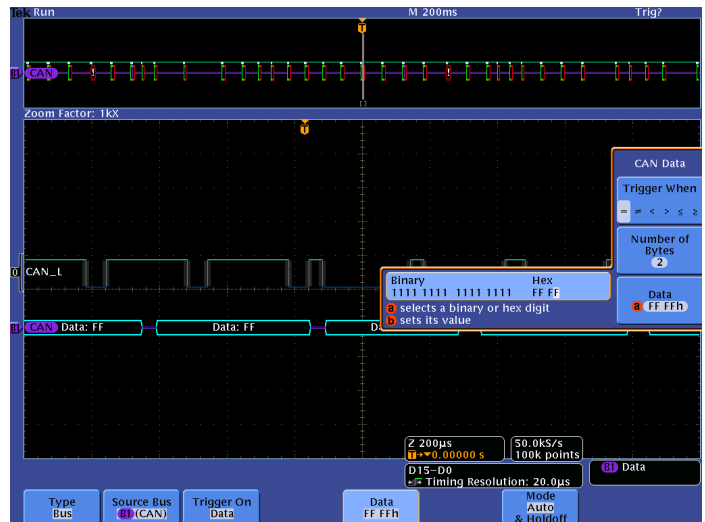 Tek Run
M 200ms
Trig?
T
B1 CAN
Zoom Factor: 1kX
T
CAN Data
Trigger When
= ≠ < > ≤ ≥
Number of
Bytes
2
Data
a FF FFh
0 CAN_L
Binary Hex
1111 1111 1111 1111 FF FF
a selects a binary or hex digit
b sets its value
B1 CAN Data: FF
Data: FF
Z 200µs
T→▼0.00000 s
50.0kS/s
100k points
D15-D0
Timing Resolution: 20.0µs
B1 Data
Type
Bus
Source Bus
B1 (CAN)
Trigger On
Data
Data
FF FFh
Mode
Auto
& Holdoff